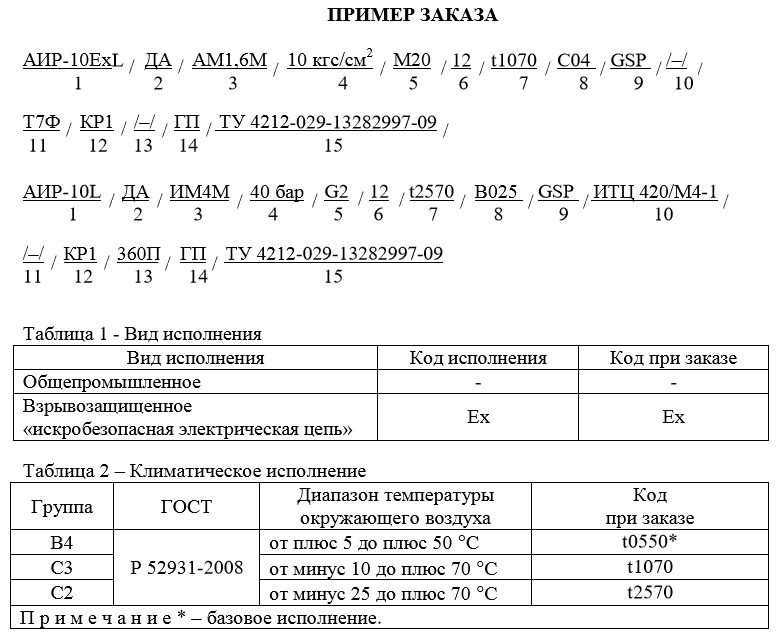 ПРИМЕР ЗАКАЗА
АИР-10ExL / ДА / АМ1,6М / 10 кгс/см² / М20 / 12 / t1070 / С04 / GSP / /–/ /
1 2 3 4 5 6 7 8 9 10
Т7Ф / КР1 / /–/ / ГП / ТУ 4212-029-13282997-09 /
11 12 13 14 15
АИР-10L / ДА / ИМ4М / 40 бар / G2 / 12 / t2570 / В025 / GSP / ИТЦ 420/М4-1 /
1 2 3 4 5 6 7 8 9 10
/–/ / КР1 / 360П / ГП / ТУ 4212-029-13282997-09
11 12 13 14 15
Таблица 1 - Вид исполнения
Вид исполнения Код исполнения Код при заказе
Общепромышленное - -
Взрывозащищенное
«искробезопасная электрическая цепь» Ex Ex
Таблица 2 – Климатическое исполнение
Группа ГОСТ Диапазон температуры окружающего воздуха Код при заказе
В4 Р 52931-2008 от плюс 5 до плюс 50 °С t0550*
С3 от минус 10 до плюс 70 °С t1070
С2 от минус 25 до плюс 70 °С t2570
П р и м е ч а н и е * – базовое исполнение.